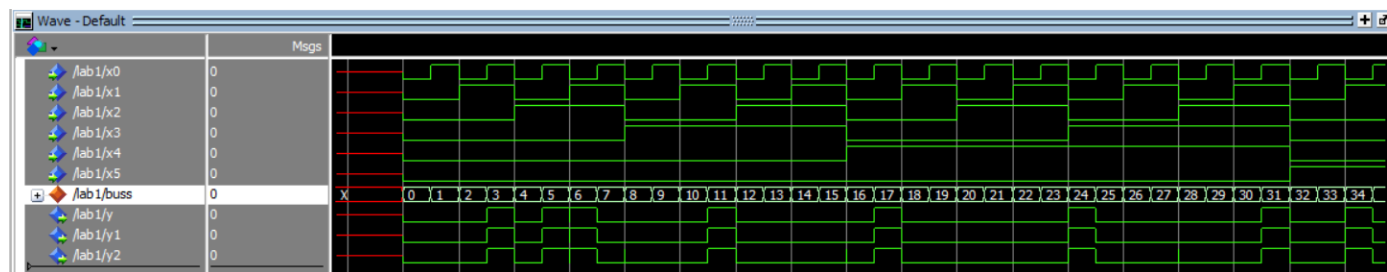 Wave - Default
Msgs
/lab1/x0 0
/lab1/x1 0
/lab1/x2 0
/lab1/x3 0
/lab1/x4 0
/lab1/x5 0
/lab1/buss 0 X 0 1 2 3 4 5 6 7 8 9 10 11 12 13 14 15 16 17 18 19 20 21 22 23 24 25 26 27 28 29 30 31 32 33 34
/lab1/y 0
/lab1/y1 0
/lab1/y2 0